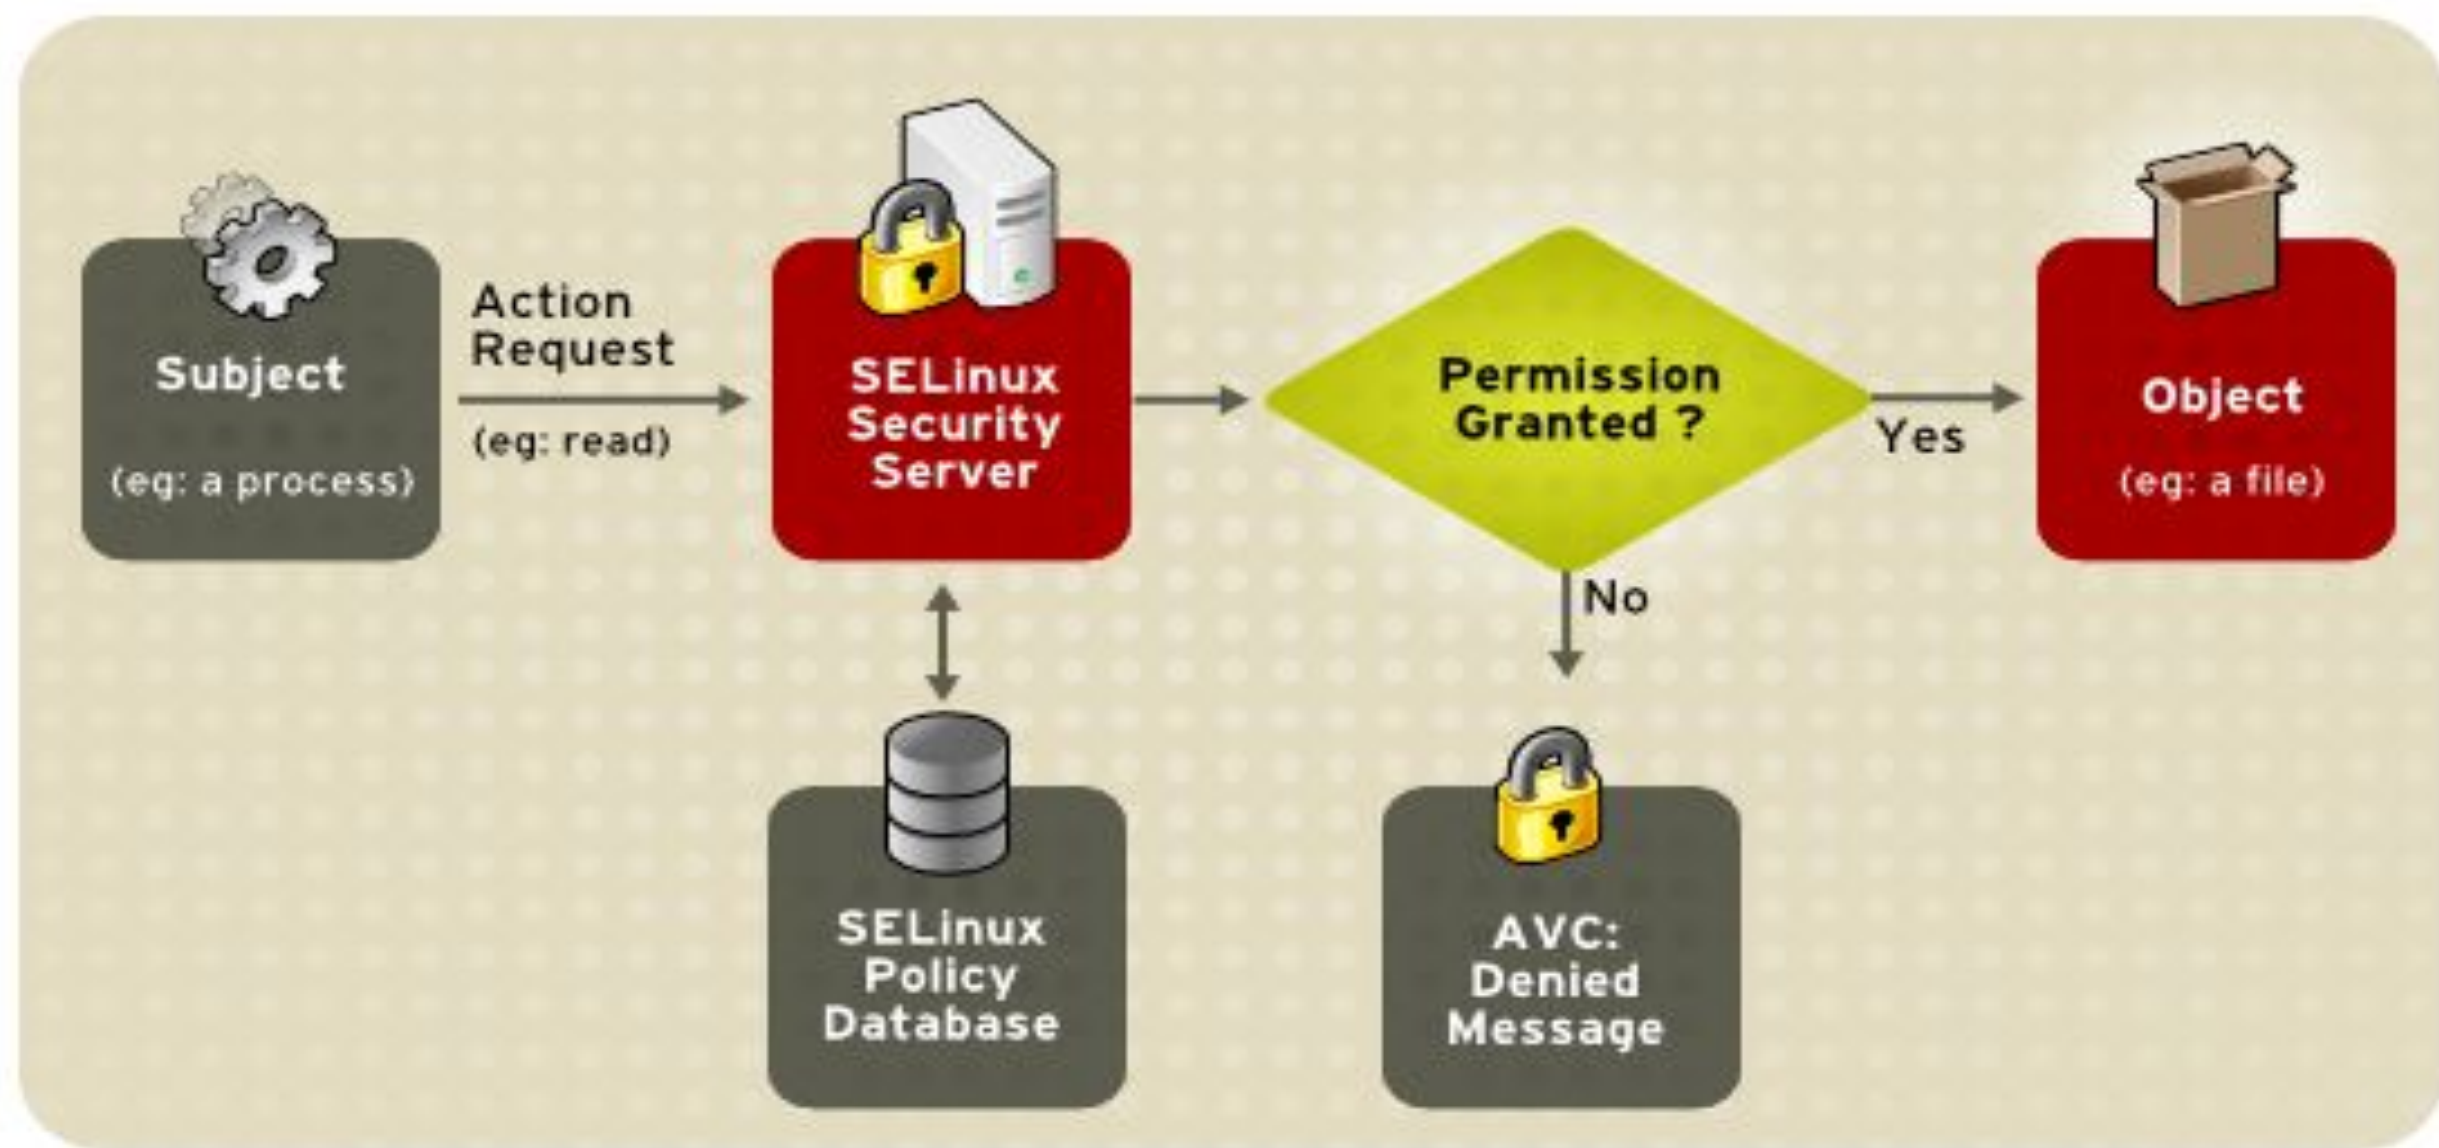 Subject
(eg: a process)
Action
Request
(eg: read)
SELinux
Security
Server
Permission
Granted ?
Yes
Object
(eg: a file)
No
SELinux
Policy
Database
AVC:
Denied
Message